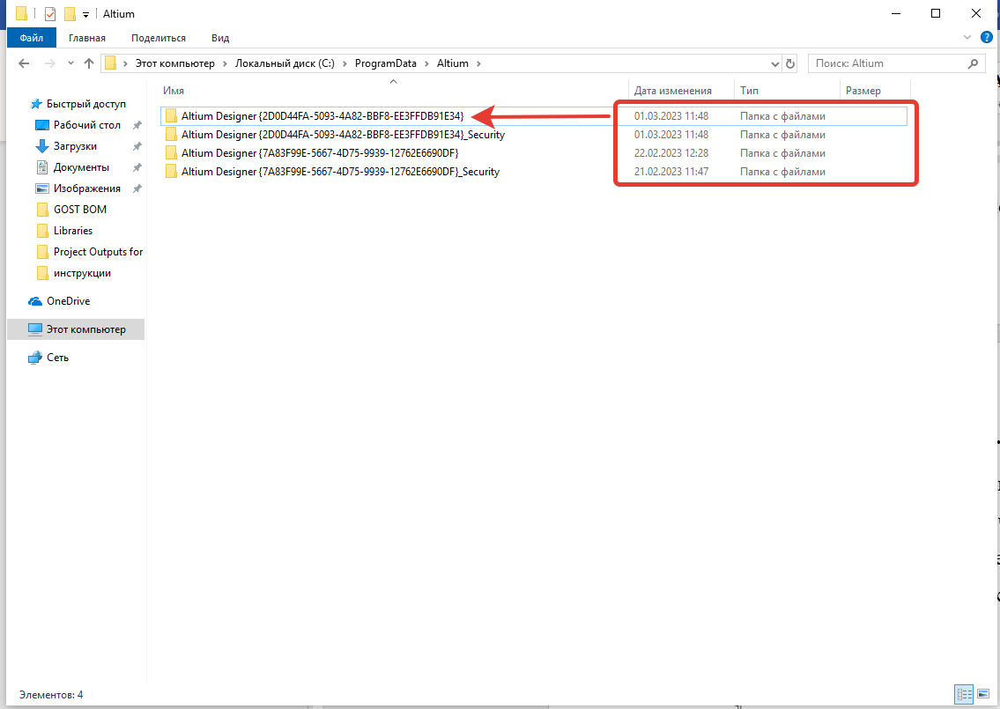 Altium
Файл Главная Поделиться Вид
Этот компьютер Локальный диск (C:) ProgramData Altium Поиск: Altium
Имя Дата изменения Тип Размер
Быстрый доступ
Рабочий стол
Загрузки
Документы
Изображения
GOST BOM
Libraries
Project Outputs for
инструкции
OneDrive
Этот компьютер
Сеть
Altium Designer {2D0D44FA-5093-4A82-BBF8-EE3FFDB91E34} 01.03.2023 11:48 Папка с файлами
Altium Designer {2D0D44FA-5093-4A82-BBF8-EE3FFDB91E34}_Security 01.03.2023 11:48 Папка с файлами
Altium Designer {7A83F99E-5667-4D75-9939-12762E6690DF} 22.02.2023 12:28 Папка с файлами
Altium Designer {7A83F99E-5667-4D75-9939-12762E6690DF}_Security 21.02.2023 11:47 Папка с файлами
Элементов: 4